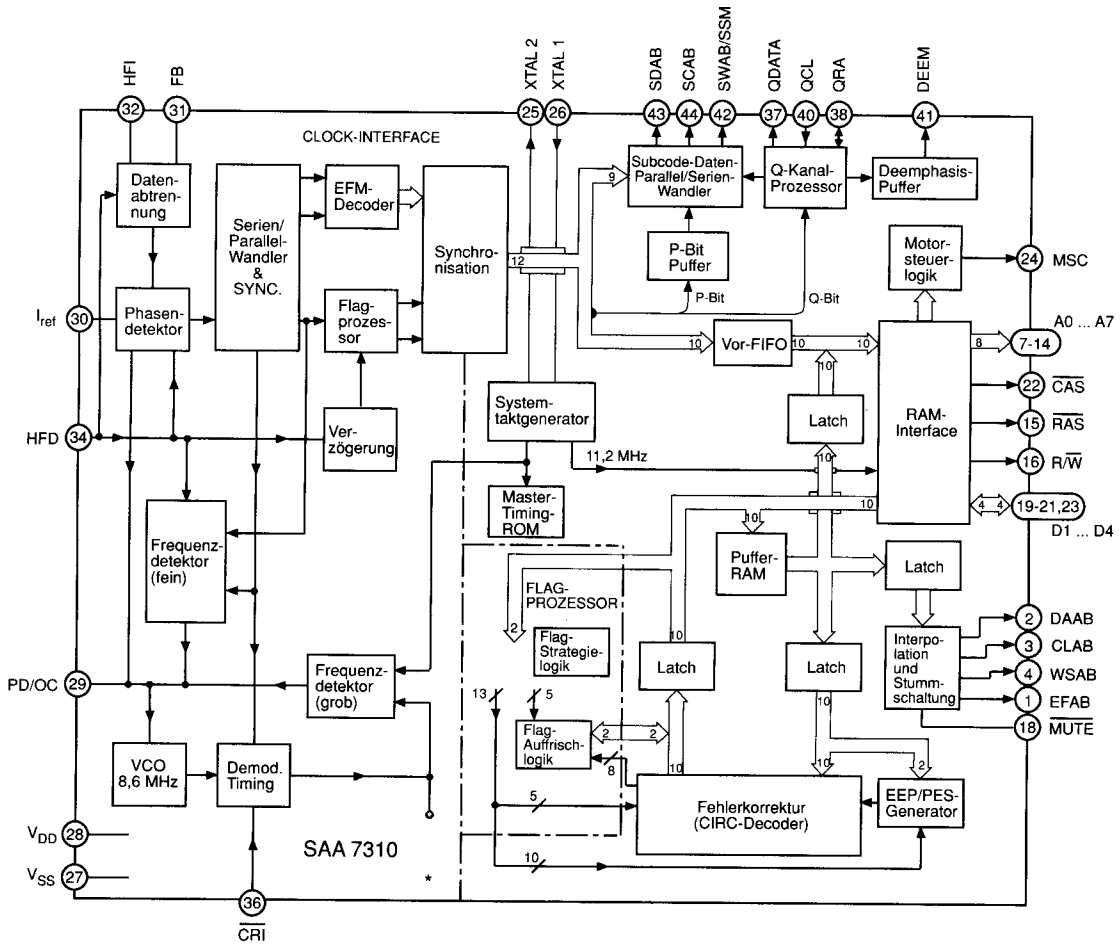 HFI
FB
XTAL 2
XTAL 1
SDAB
SCAB
SWAB/SSM
QDATA
QCL
QRA
DEEM
32
31
25
26
43
44
42
37
40
38
41
CLOCK-INTERFACE
Daten-
abtren-
nung
Serien/
Parallel-
Wandler
&
SYNC.
EFM-
Decoder
Synchro-
nisation
9
12
Subcode-Daten-
Parallel/Serien-
Wandler
Q-Kanal-
Prozessor
Deemphasis-
Puffer
P-Bit
Puffer
P-Bit
Q-Bit
Motor-
steuer-
logik
24
MSC
Iref
30
Phasen-
detektor
Flag-
prozes-
sor
10
Vor-FIFO
10
10
10
RAM-
Interface
8
A0 ... A7
7-14
22
CAS
15
RAS
16
R/W
4
4
19-21,23
D1 ... D4
HFD
34
Ver-
zögerung
System-
taktgenerator
11,2 MHz
Latch
10
10
10
Master-
Timing-
ROM
Frequenz-
detektor
(fein)
FLAG-
PROZESSOR
2
Flag-
Strategie-
logik
Puffer-
RAM
Latch
10
Latch
Latch
Interpo-
lation
und
Stumm-
schaltung
2
DAAB
3
CLAB
4
WSAB
1
EFAB
18
MUTE
PD/OC
29
Frequenz-
detektor
(grob)
13
5
Flag-
Auffrisch-
logik
2
2
8
10
10
10
2
VCO
8,6 MHz
Demod.
Timing
5
Fehlerkorrektur
(CIRC-Decoder)
EEP/PES-
Generator
10
VDD
28
VSS
27
SAA 7310
*
36
CRI